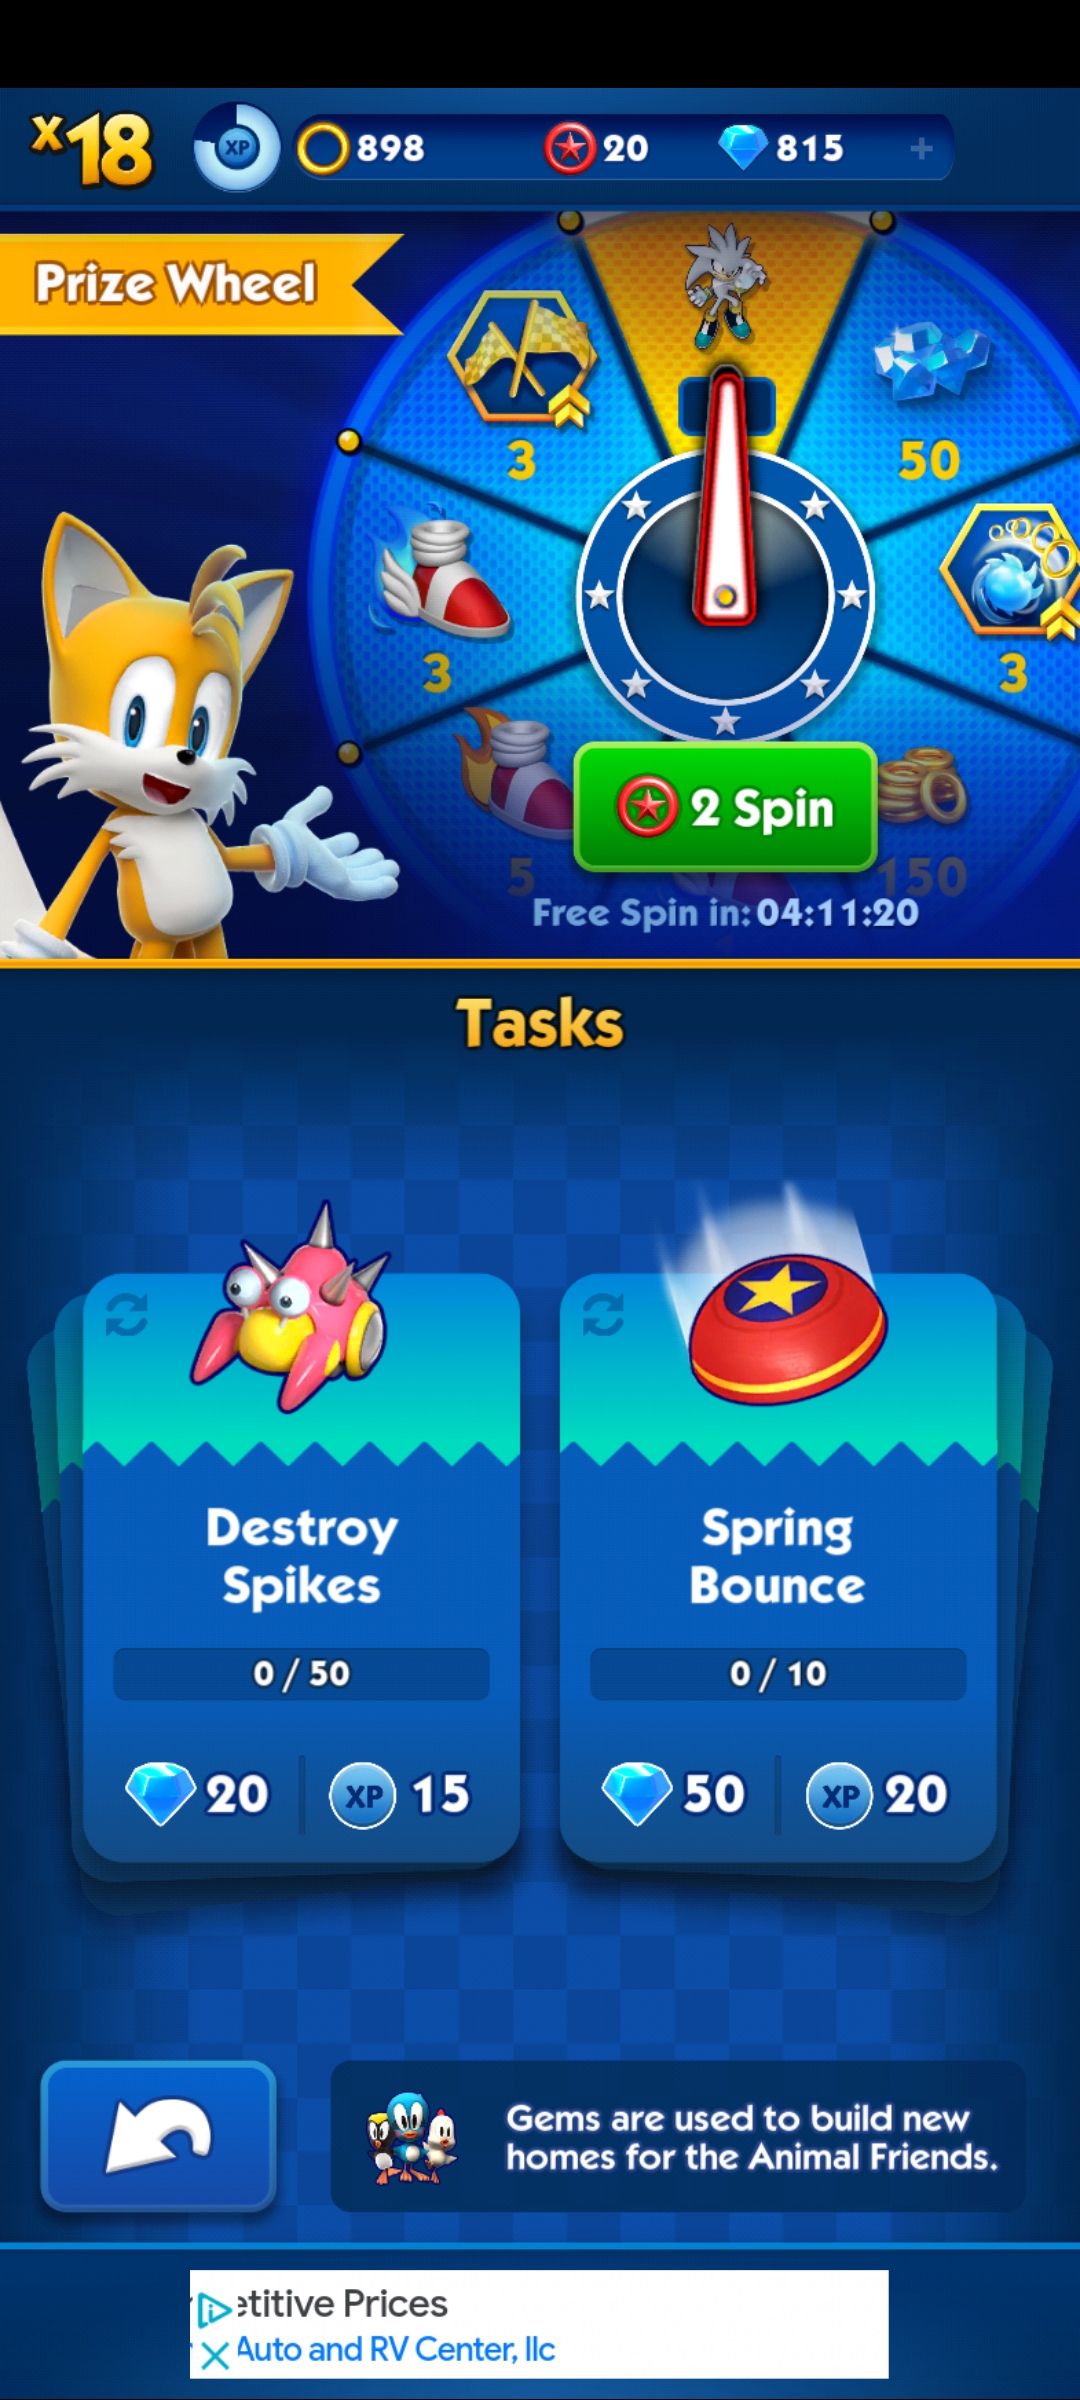 x18
XP
898
20
815
+
Prize Wheel
3
50
3
3
5
150
2 Spin
Free Spin in: 04:11:20
Tasks
Destroy
Spikes
0 / 50
20
XP
15
Spring
Bounce
0 / 10
50
XP
20
Gems are used to build new
homes for the Animal Friends.
Prices
Auto and RV Center, llc